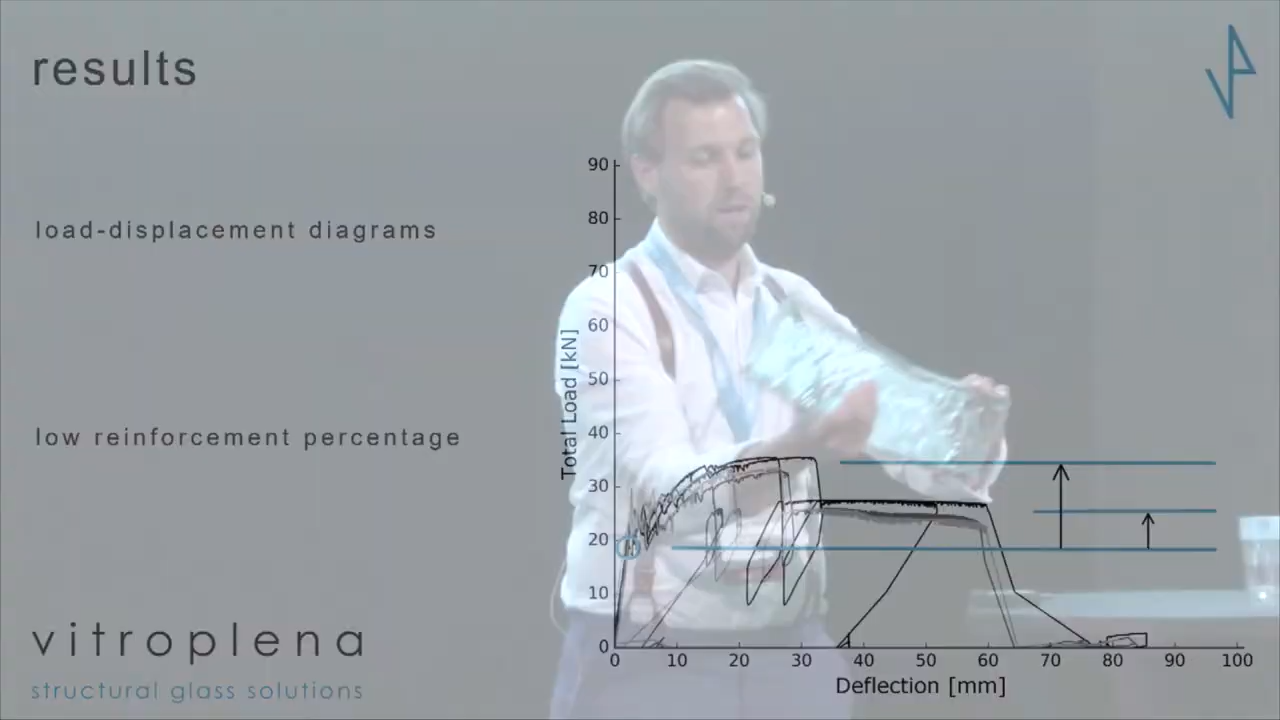 results
load-displacement diagrams
low reinforcement percentage
vitroplena
structural glass solutions
Total Load [kN]
90
80
70
60
50
40
30
20
10
0
0 10 20 30 40 50 60 70 80 90 100
Deflection [mm]